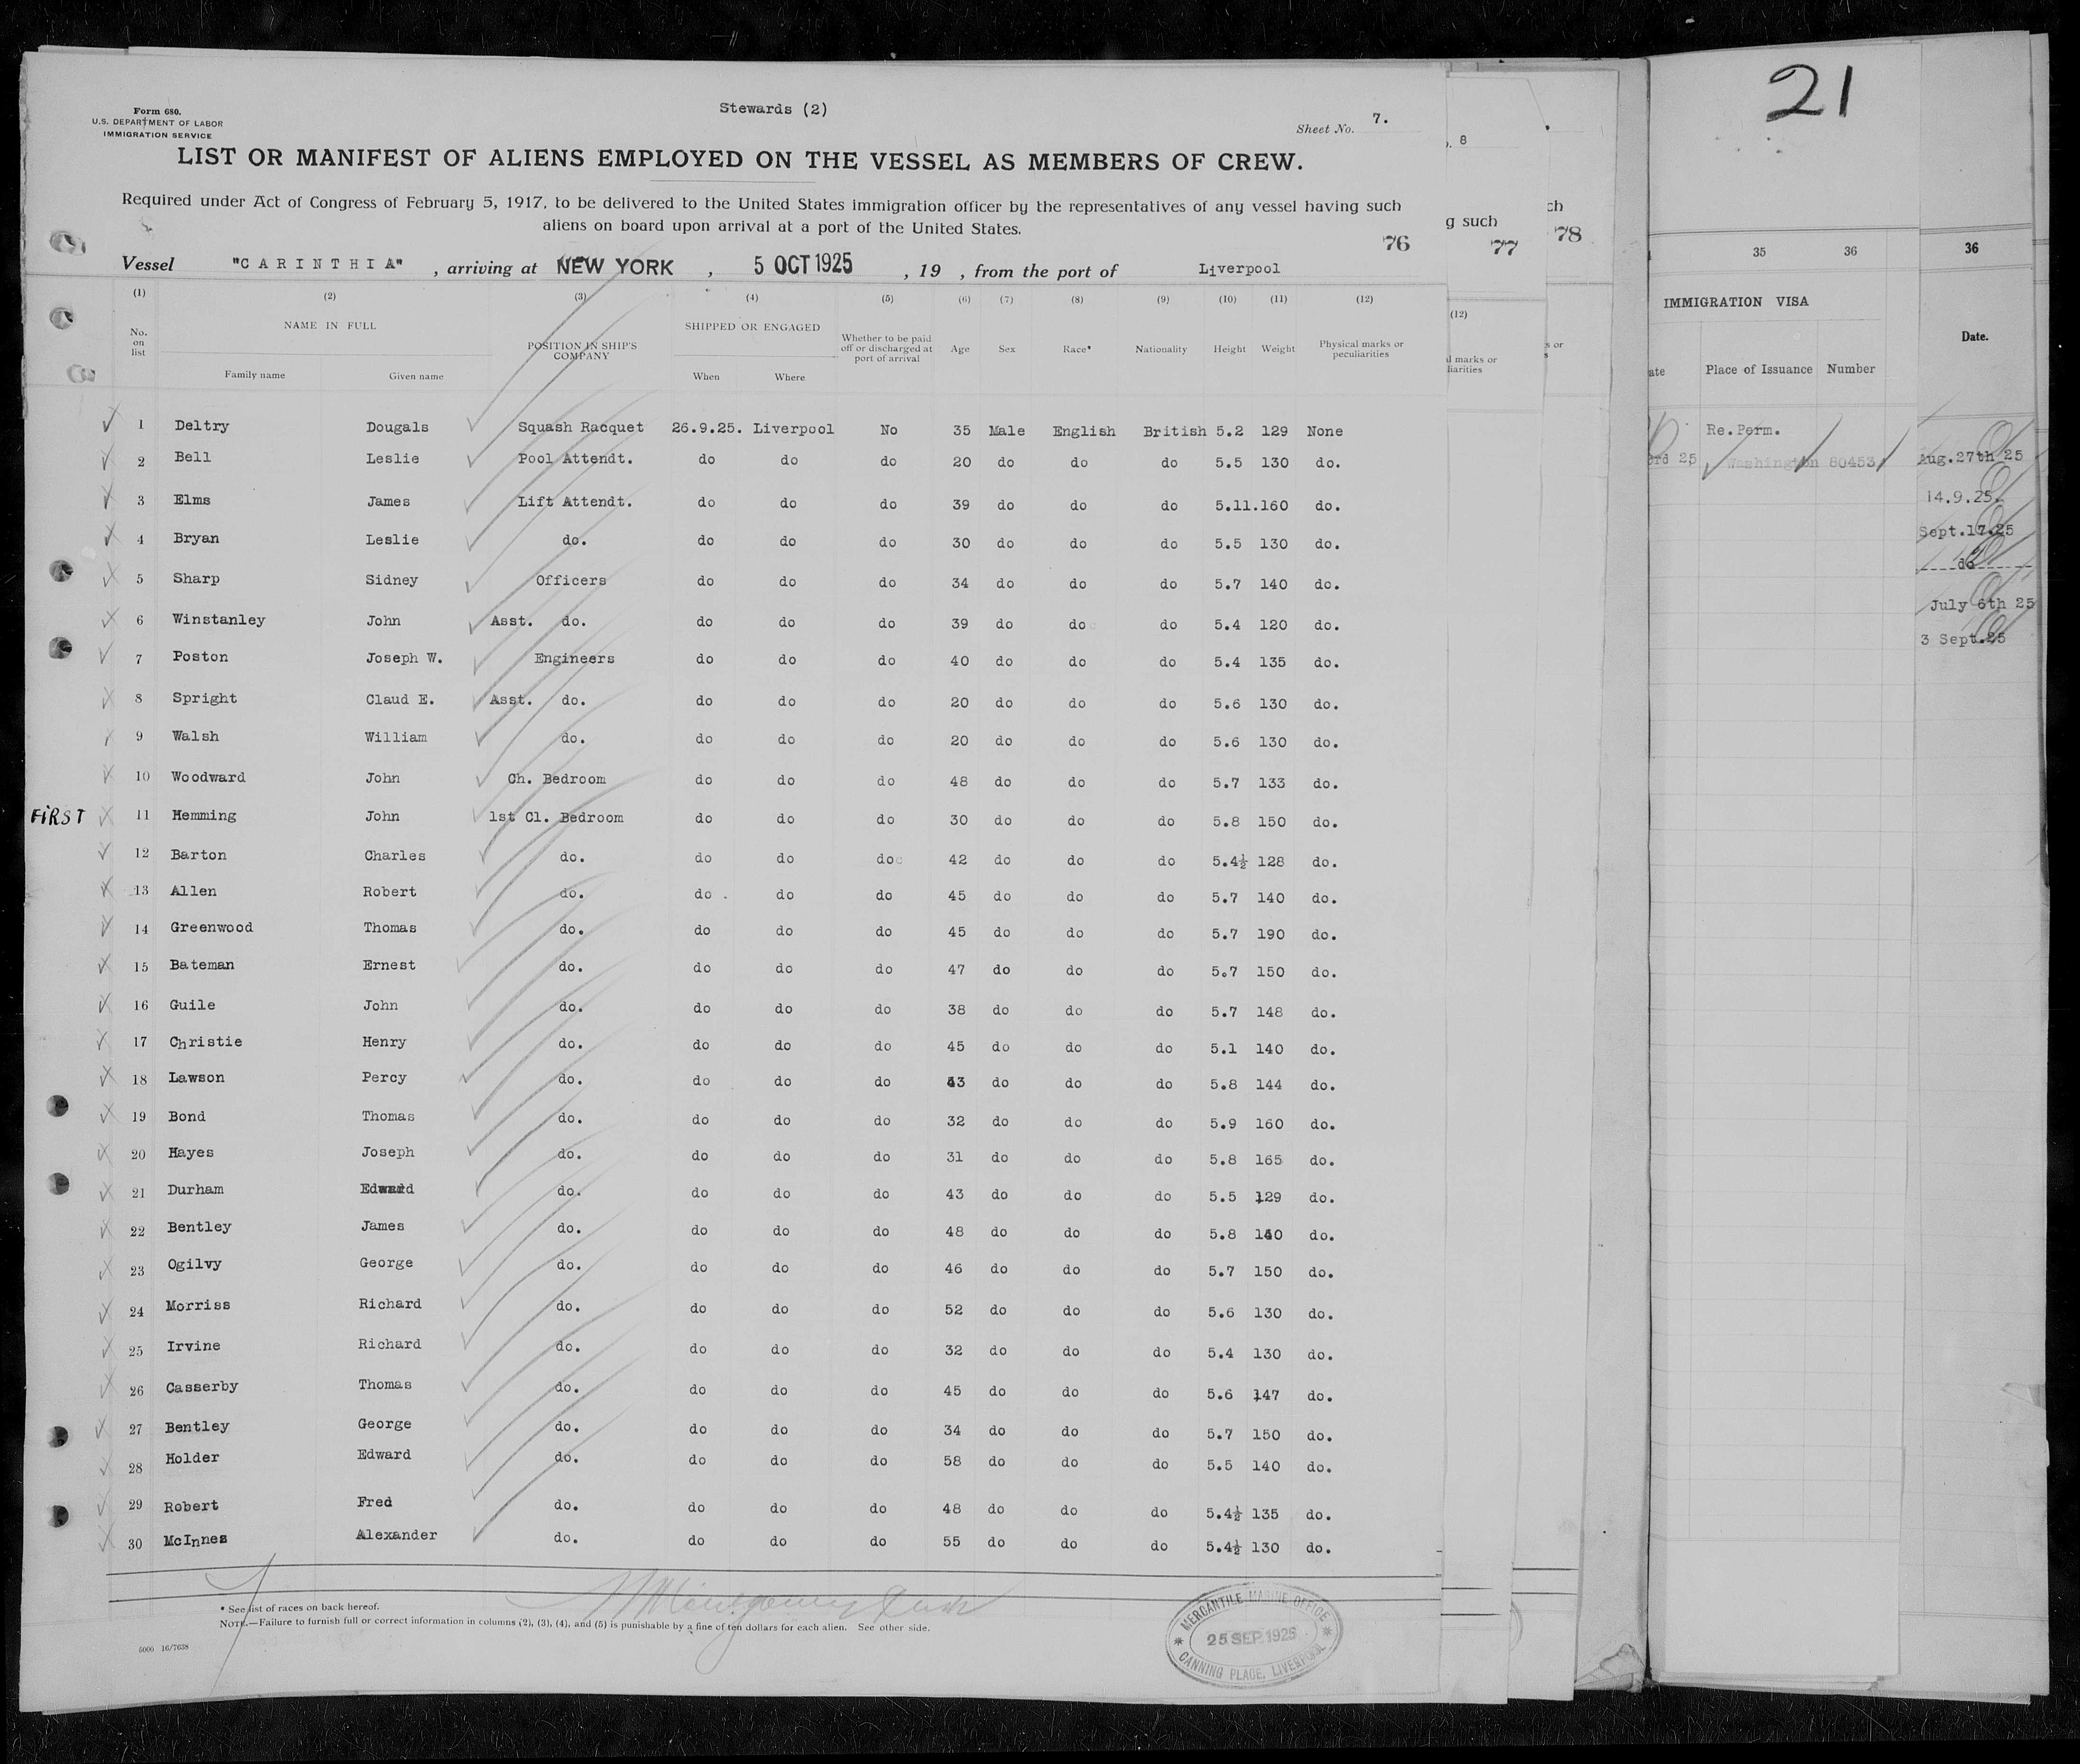 Form 680.
U.S. DEPARTMENT OF LABOR
IMMIGRATION SERVICE
Stewards (2)
Sheet No. 7.
LIST OR MANIFEST OF ALIENS EMPLOYED ON THE VESSEL AS MEMBERS OF CREW.
Required under Act of Congress of February 5, 1917, to be delivered to the United States immigration officer by the representatives of any vessel having such
aliens on board upon arrival at a port of the United States.
76
Vessel "CARINTHIA", arriving at NEW YORK, 5 OCT 1925, 19 , from the port of Liverpool
(1) (2) (3) (4) (5) (6) (7) (8) (9) (10) (11) (12)
No. on list NAME IN FULL Family name Given name POSITION IN SHIP'S COMPANY SHIPPED OR ENGAGED When Where Whether to be paid off or discharged at port of arrival Age Sex Race* Nationality Height Weight Physical marks or peculiarities
1 Deltry Dougals Squash Racquet 26.9.25. Liverpool No 35 Male English British 5.2 129 None
2 Bell Leslie Pool Attendt. do do do 20 do do do 5.5 130 do.
3 Elms James Lift Attendt. do do do 39 do do do 5.11. 160 do.
4 Bryan Leslie do. do do do 30 do do do 5.5 130 do.
5 Sharp Sidney Officers do do do 34 do do do 5.7 140 do.
6 Winstanley John Asst. do. do do do 39 do do do 5.4 120 do.
7 Poston Joseph W. Engineers do do do 40 do do do 5.4 135 do.
8 Spright Claud E. Asst. do. do do do 20 do do do 5.6 130 do.
9 Walsh William do. do do do 20 do do do 5.6 130 do.
10 Woodward John Ch. Bedroom do do do 48 do do do 5.7 133 do.
FIRST 11 Hemming John 1st Cl. Bedroom do do do 30 do do do 5.8 150 do.
12 Barton Charles do. do do do 42 do do do 5.4½ 128 do.
13 Allen Robert do. do do do 45 do do do 5.7 140 do.
14 Greenwood Thomas do. do do do 45 do do do 5.7 190 do.
15 Bateman Ernest do. do do do 47 do do do 5.7 150 do.
16 Guile John do. do do do 38 do do do 5.7 148 do.
17 Christie Henry do. do do do 45 do do do 5.1 140 do.
18 Lawson Percy do. do do do 43 do do do 5.8 144 do.
19 Bond Thomas do. do do do 32 do do do 5.9 160 do.
20 Hayes Joseph do. do do do 31 do do do 5.8 165 do.
21 Durham Edward do. do do do 43 do do do 5.5 129 do.
22 Bentley James do. do do do 48 do do do 5.8 140 do.
23 Ogilvy George do. do do do 46 do do do 5.7 150 do.
24 Morriss Richard do. do do do 52 do do do 5.6 130 do.
25 Irvine Richard do. do do do 32 do do do 5.4 130 do.
26 Casserby Thomas do. do do do 45 do do do 5.6 147 do.
27 Bentley George do. do do do 34 do do do 5.7 150 do.
28 Holder Edward do. do do do 58 do do do 5.5 140 do.
29 Robert Fred do. do do do 48 do do do 5.4½ 135 do.
30 McInnes Alexander do. do do do 55 do do do 5.4½ 130 do.
* See list of races on back hereof.
NOTE.—Failure to furnish full or correct information in columns (2), (3), (4), and (5) is punishable by a fine of ten dollars for each alien. See other side.
5000 16/7638
MERCANTILE MARINE OFFICE
25 SEP 1925
CANNING PLACE, LIVERPOOL
8
g such
77
(12)
ch
78
s or
21
35 36
IMMIGRATION VISA
Place of Issuance Number
Re. Perm.
25 Washington 80453
36
Date.
Aug.27th 25
14.9.25.
Sept.17.25
do
July 6th 25
3 Sept.25